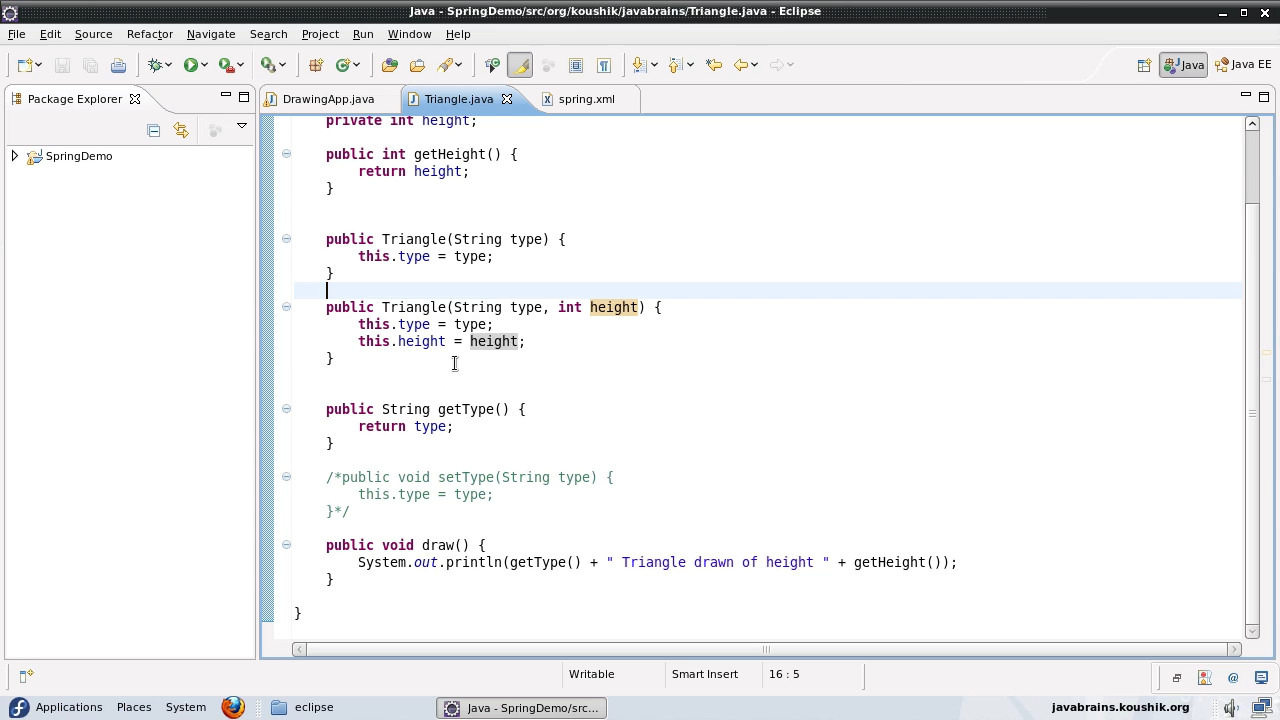 Java - SpringDemo/src/org/koushik/javabrains/Triangle.java - Eclipse
File Edit Source Refactor Navigate Search Project Run Window Help
Java Java EE
Package Explorer
DrawingApp.java Triangle.java spring.xml
SpringDemo
private int height;
public int getHeight() {
return height;
}
public Triangle(String type) {
this.type = type;
}
public Triangle(String type, int height) {
this.type = type;
this.height = height;
}
public String getType() {
return type;
}
/*public void setType(String type) {
this.type = type;
}*/
public void draw() {
System.out.println(getType() + " Triangle drawn of height " + getHeight());
}
}
Writable Smart Insert 16 : 5
Applications Places System eclipse Java - SpringDemo/src... javabrains.koushik.org